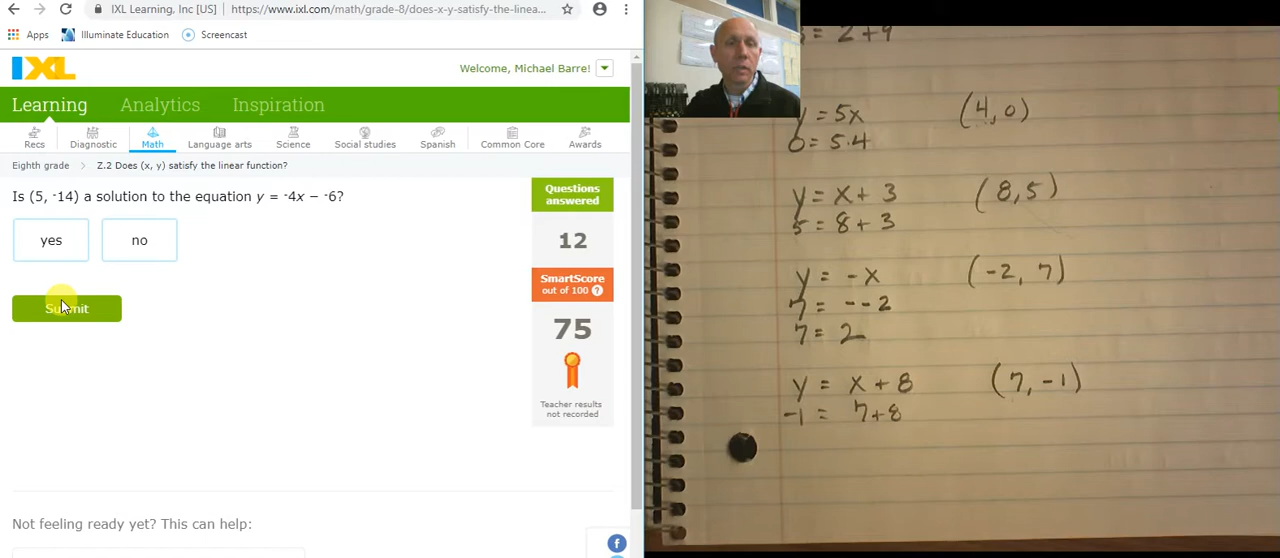 IXL Learning, Inc [US]
https://www.ixl.com/math/grade-8/does-x-y-satisfy-the-linea...
Apps
Illuminate Education
Screencast
IXL
Welcome, Michael Barre!
Learning
Analytics
Inspiration
Recs
Diagnostic
Math
Language arts
Science
Social studies
Spanish
Common Core
Awards
Eighth grade > Z.2 Does (x, y) satisfy the linear function?
Is (5, -14) a solution to the equation y = -4x − -6?
yes
no
Submit
Questions
answered
12
SmartScore
out of 100 ?
75
Teacher results
not recorded
Not feeling ready yet? This can help:
f
= 2+9
y = 5x (4, 0)
0 = 5·4
y = x + 3 (8, 5)
5 = 8 + 3
y = -x (-2, 7)
7 = --2
7 = 2
y = x + 8 (7, -1)
-1 = 7+8